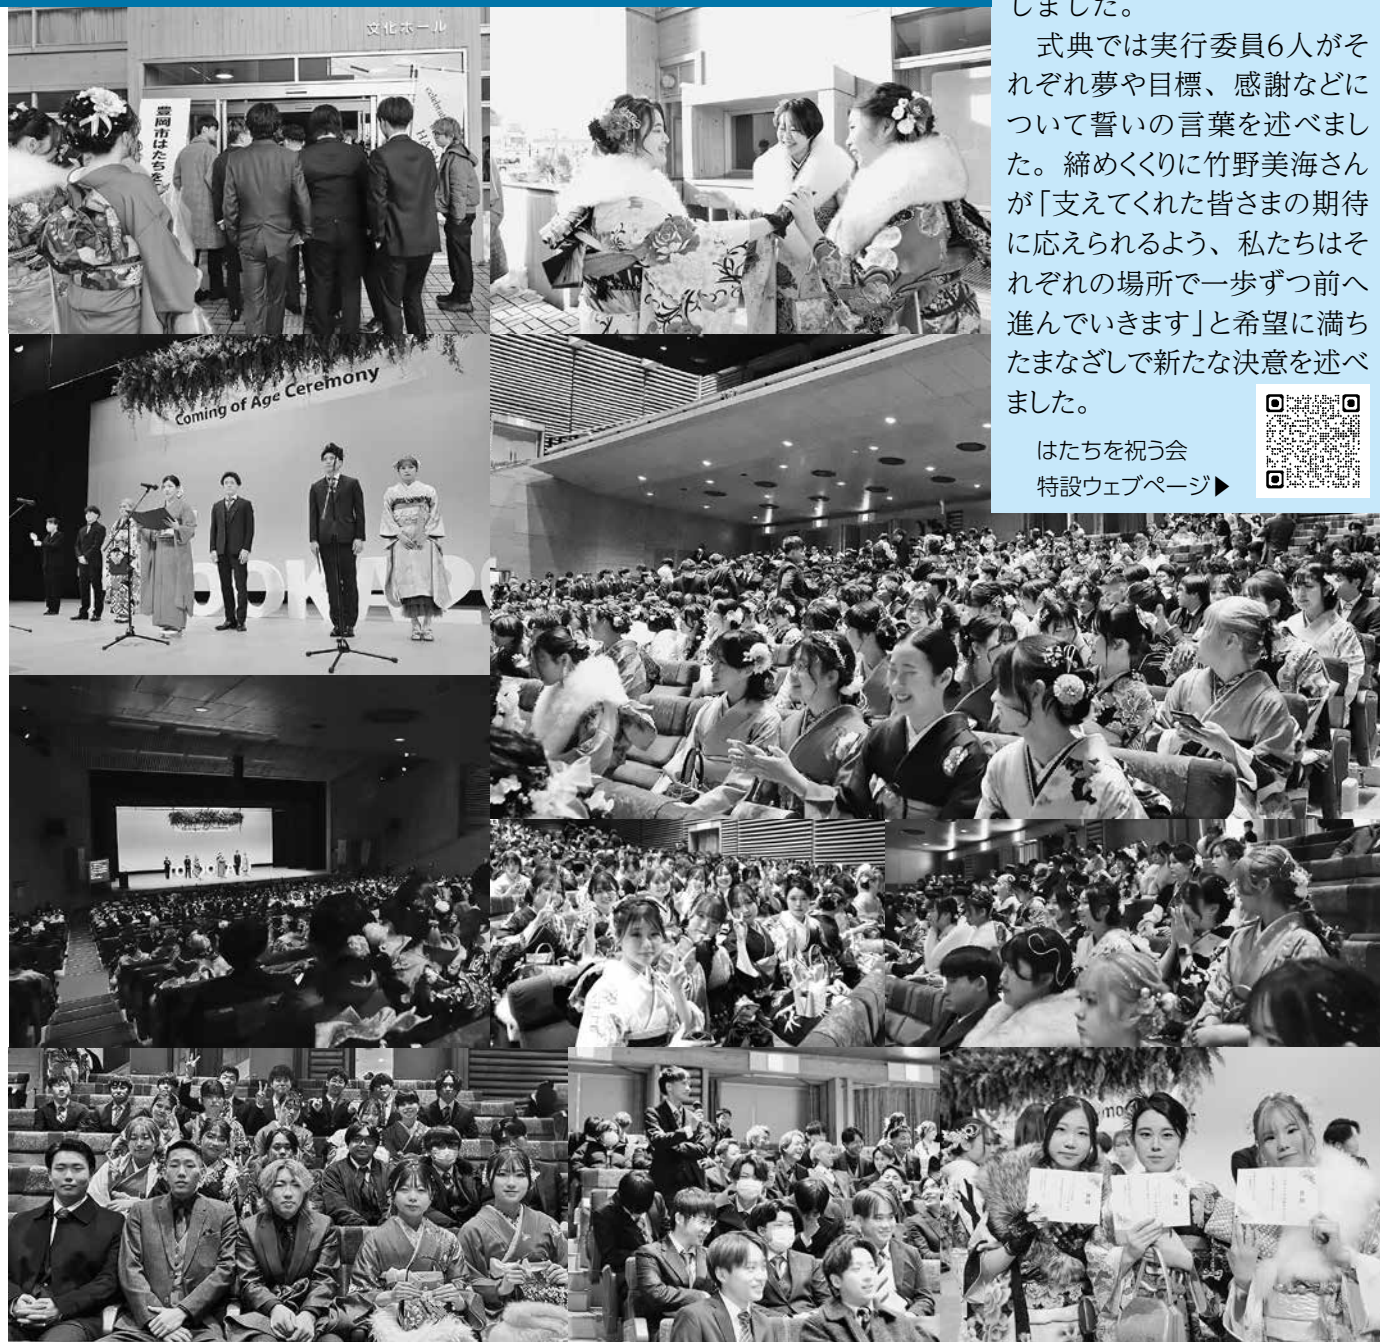 しました。
式典では実行委員6人がそ
れぞれ夢や目標、感謝などに
ついて誓いの言葉を述べまし
た。締めくくりに竹野美海さん
が「支えてくれた皆さまの期待
に応えられるよう、私たちはそ
れぞれの場所で一歩ずつ前へ
進んでいきます」と希望に満ち
たまなざしで新たな決意を述べ
ました。
はたちを祝う会
特設ウェブページ▶
文化ホール
豊岡市はたちを
Coming of Age Ceremony
OOKA